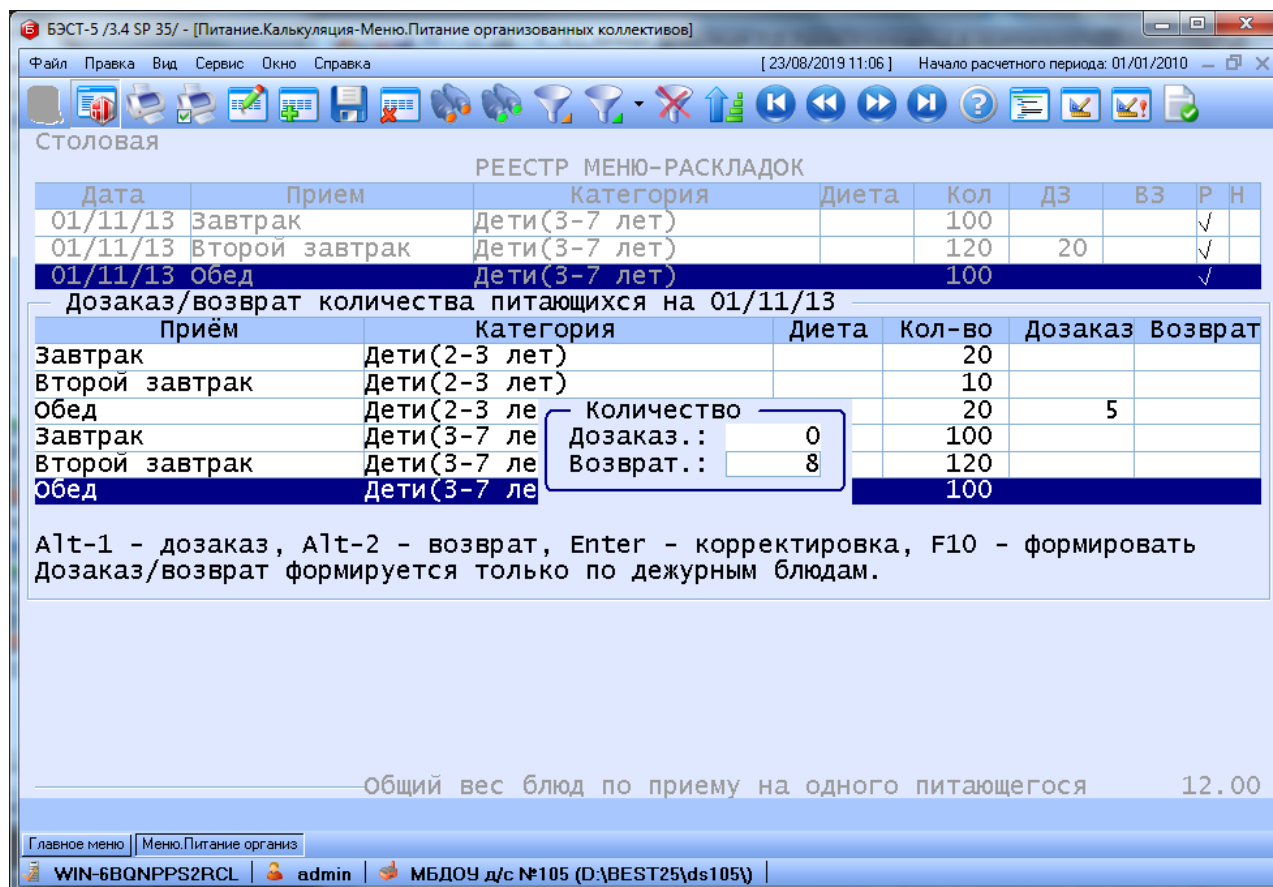 БЭСТ-5 /3.4 SP 35/ - [Питание.Калькуляция-Меню.Питание организованных коллективов]
Файл Правка Вид Сервис Окно Справка [ 23/08/2019 11:06 ] Начало расчетного периода: 01/01/2010
Столовая
РЕЕСТР МЕНЮ-РАСКЛАДОК
Дата Прием Категория Диета Кол ДЗ ВЗ Р Н
01/11/13 Завтрак Дети(3-7 лет) 100 √
01/11/13 Второй завтрак Дети(3-7 лет) 120 20 √
01/11/13 Обед Дети(3-7 лет) 100 √
Дозаказ/возврат количества питающихся на 01/11/13
Приём Категория Диета Кол-во Дозаказ Возврат
Завтрак Дети(2-3 лет) 20
Второй завтрак Дети(2-3 лет) 10
Обед Дети(2-3 ле 20 5
Завтрак Дети(3-7 ле 100
Второй завтрак Дети(3-7 ле 120
Обед Дети(3-7 ле 100
Количество
Дозаказ.: 0
Возврат.: 8
Alt-1 - дозаказ, Alt-2 - возврат, Enter - корректировка, F10 - формировать
Дозаказ/возврат формируется только по дежурным блюдам.
Общий вес блюд по приему на одного питающегося 12.00
Главное меню Меню.Питание организ
WIN-6BQNPPS2RCL admin МБДОУ д/с №105 (D:\BEST25\ds105\)